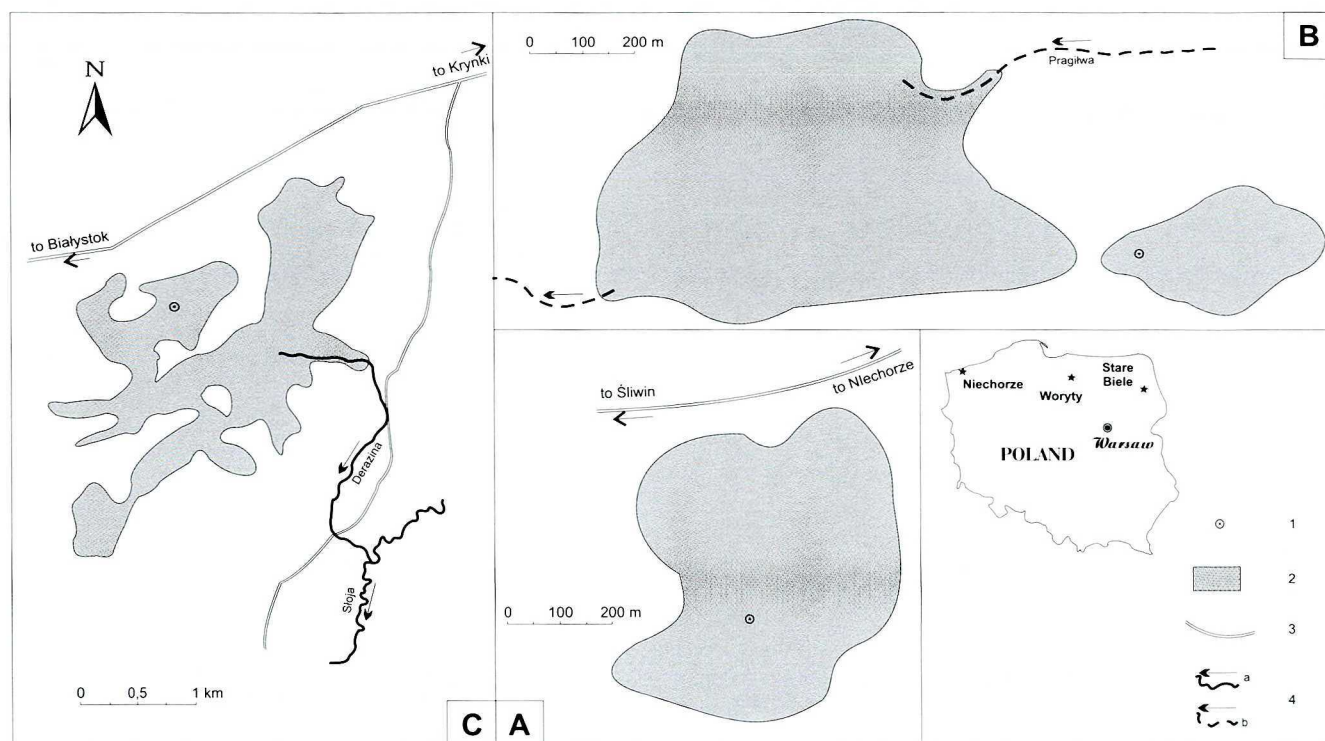 N
to Krynki
to Białystok
Derazina
Słoja
0 0,5 1 km
C
0 100 200 m
Pragiłwa
B
to Śliwin
to NIechorze
0 100 200 m
A
Niechorze
Woryty
Stare
Biele
Warsaw
POLAND
1
2
3
a
4
b